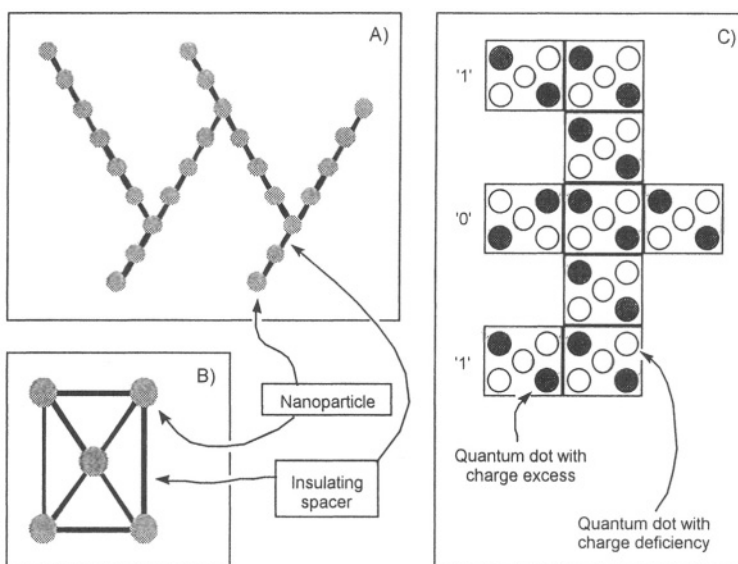 A)
B)
Nanoparticle
Insulating
spacer
C)
'1'
'0'
'1'
Quantum dot with
charge excess
Quantum dot with
charge deficiency